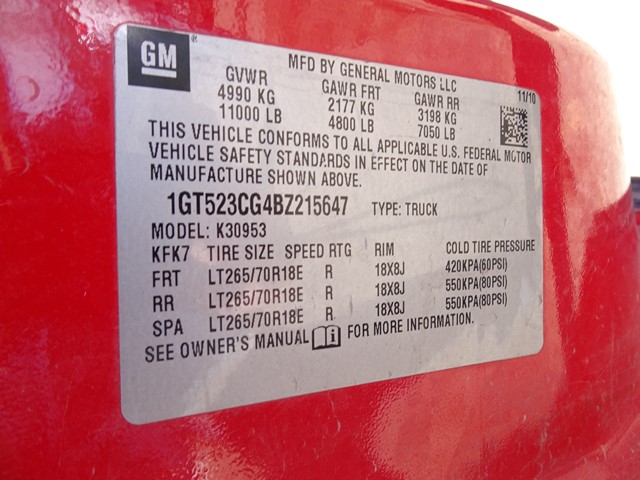 GM
MFD BY GENERAL MOTORS LLC
GVWR GAWR FRT GAWR RR 11/10
4990 KG 2177 KG 3198 KG
11000 LB 4800 LB 7050 LB
THIS VEHICLE CONFORMS TO ALL APPLICABLE U.S. FEDERAL MOTOR
VEHICLE SAFETY STANDARDS IN EFFECT ON THE DATE OF
MANUFACTURE SHOWN ABOVE.
1GT523CG4BZ215647 TYPE: TRUCK
MODEL: K30953
KFK7 TIRE SIZE SPEED RTG RIM COLD TIRE PRESSURE
FRT LT265/70R18E R 18X8J 420KPA(60PSI)
RR LT265/70R18E R 18X8J 550KPA(80PSI)
SPA LT265/70R18E R 18X8J 550KPA(80PSI)
SEE OWNER'S MANUAL FOR MORE INFORMATION.